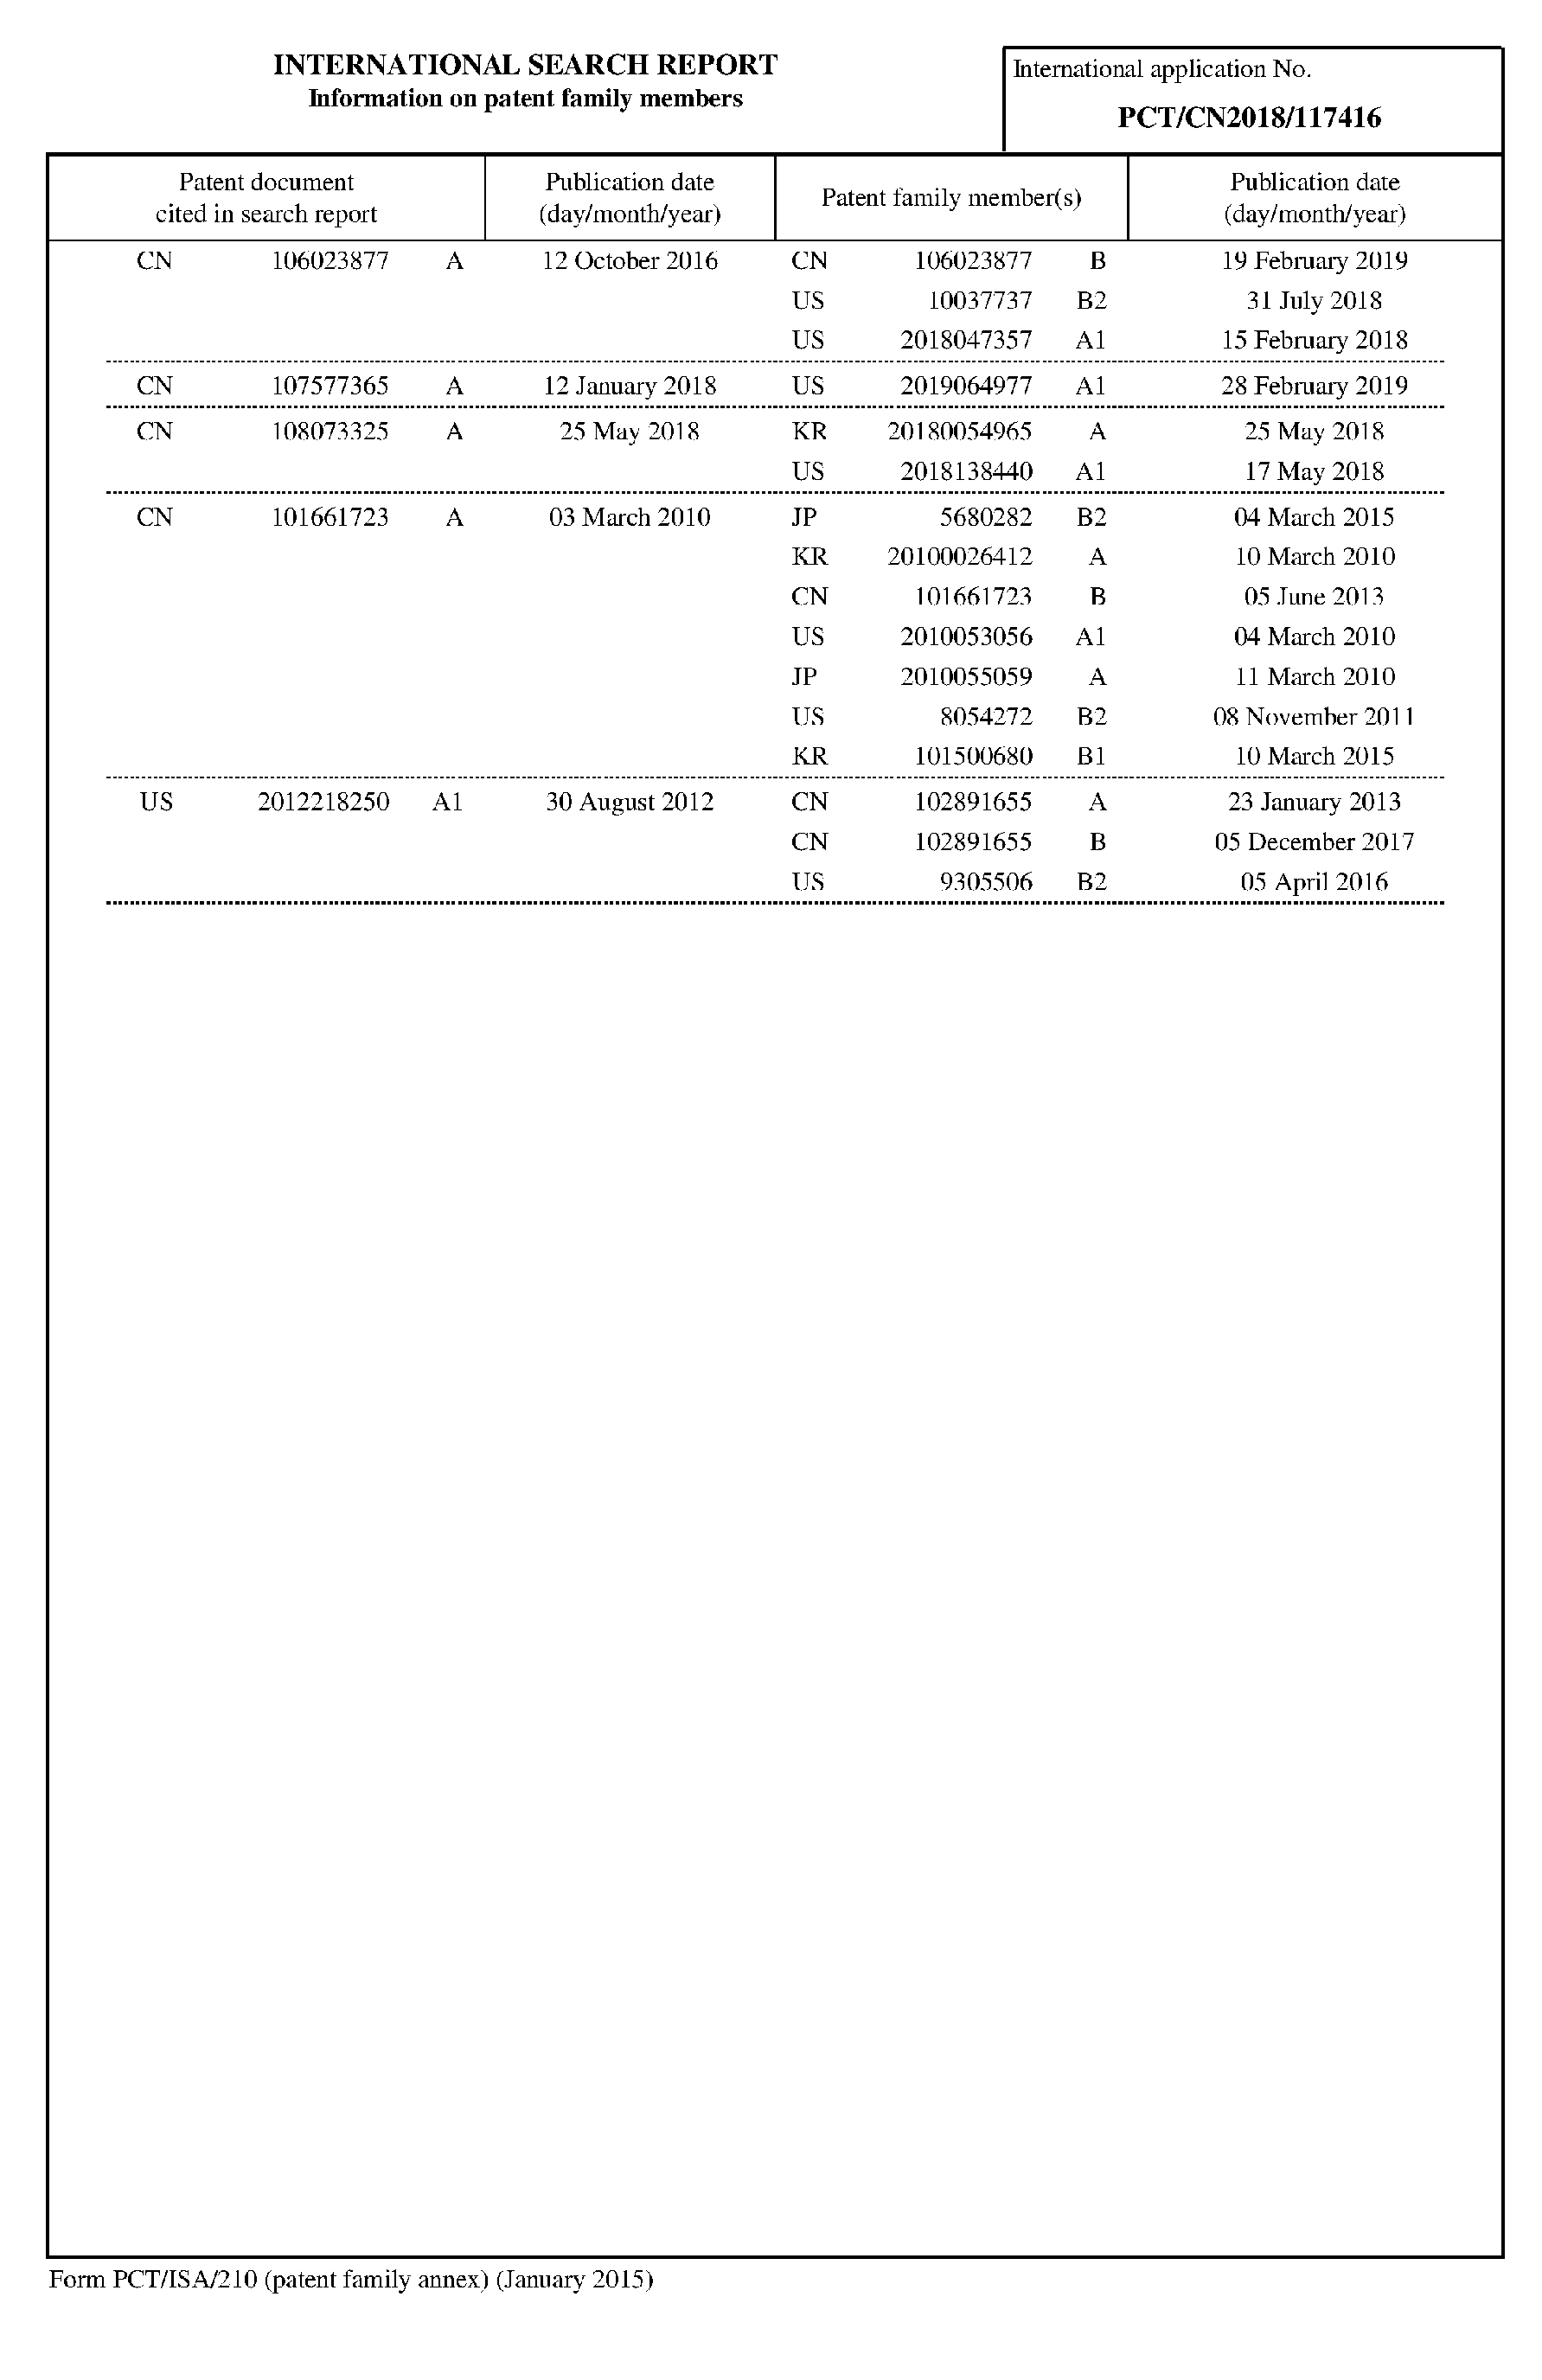 INTERNATIONAL SEARCH REPORT
Information on patent family members
International application No.
PCT/CN2018/117416
Patent document
cited in search report
Publication date
(day/month/year)
Patent family member(s)
Publication date
(day/month/year)
CN 106023877 A 12 October 2016 CN 106023877 B 19 February 2019
US 10037737 B2 31 July 2018
US 2018047357 A1 15 February 2018
CN 107577365 A 12 January 2018 US 2019064977 A1 28 February 2019
CN 108073325 A 25 May 2018 KR 20180054965 A 25 May 2018
US 2018138440 A1 17 May 2018
CN 101661723 A 03 March 2010 JP 5680282 B2 04 March 2015
KR 20100026412 A 10 March 2010
CN 101661723 B 05 June 2013
US 2010053056 A1 04 March 2010
JP 2010055059 A 11 March 2010
US 8054272 B2 08 November 2011
KR 101500680 B1 10 March 2015
US 2012218250 A1 30 August 2012 CN 102891655 A 23 January 2013
CN 102891655 B 05 December 2017
US 9305506 B2 05 April 2016
Form PCT/ISA/210 (patent family annex) (January 2015)